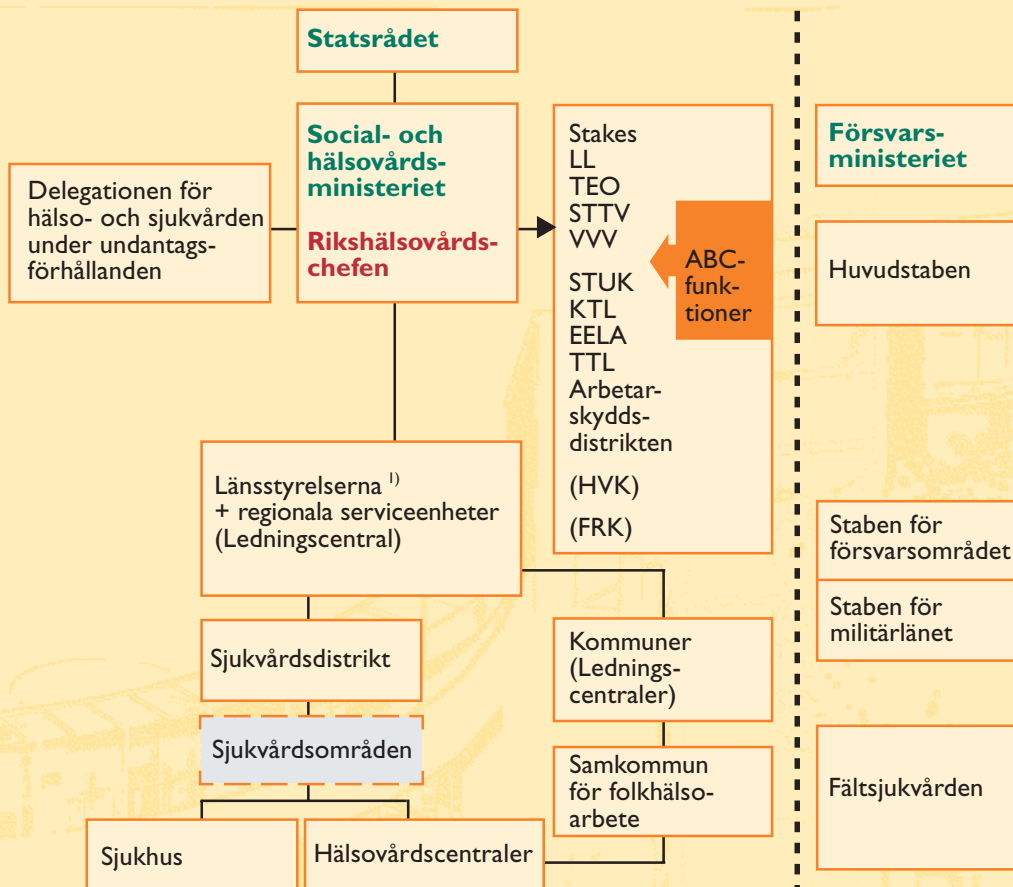 Statsrådet
Social- och
hälsovårds-
ministeriet
Rikshälsovårds-
chefen
Delegationen för
hälso- och sjukvården
under undantags-
förhållanden
Stakes
LL
TEO
STTV
VVV
STUK
KTL
EELA
TTL
Arbetar-
skydds-
distrikten
(HVK)
(FRK)
ABC-
funk-
tioner
Länsstyrelserna 1)
+ regionala serviceenheter
(Ledningscentral)
Sjukvårdsdistrikt
Sjukvårdsområden
Sjukhus
Hälsovårdscentraler
Kommuner
(Lednings-
centraler)
Samkommun
för folkhälso-
arbete
Försvars-
ministeriet
Huvudstaben
Staben för
försvarsområdet
Staben för
militärlänet
Fältsjukvården